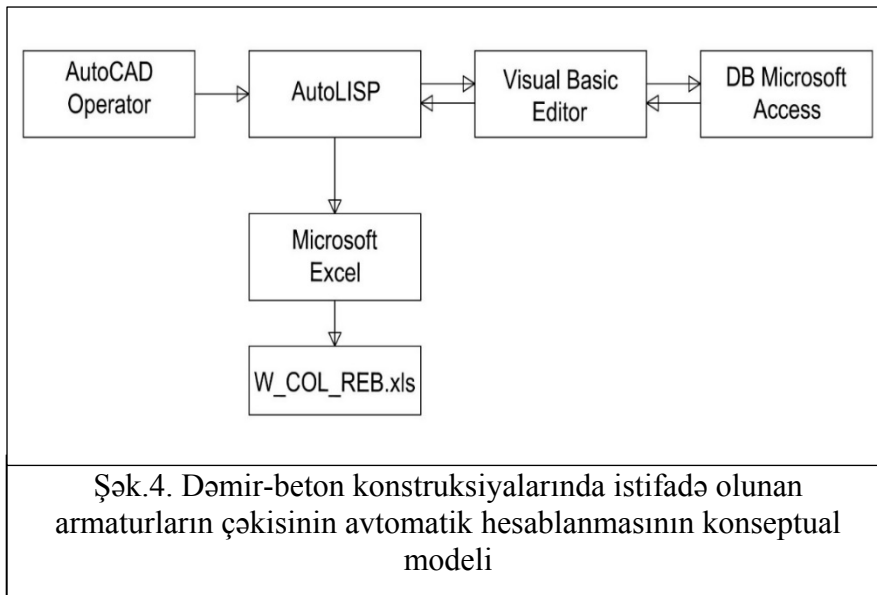 AutoCAD
Operator
AutoLISP
Visual Basic
Editor
DB Microsoft
Access
Microsoft
Excel
W_COL_REB.xls
Şək.4. Dəmir-beton konstruksiyalarında istifadə olunan
armaturların çəkisinin avtomatik hesablanmasının konseptual
modeli